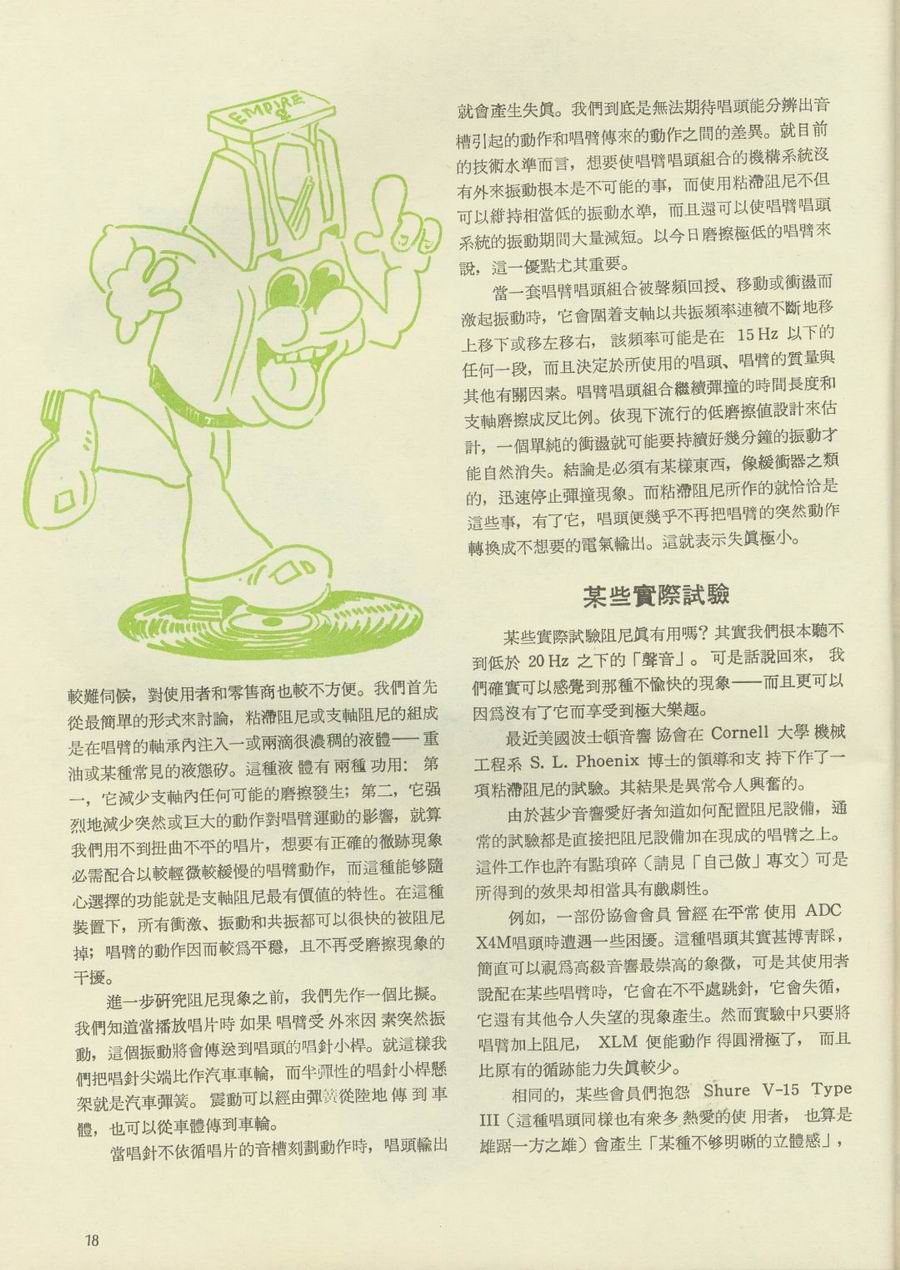 EMPIRE
較難伺候，對使用者和零售商也較不方便。我們首先
從最簡單的形式來討論，粘滯阻尼或支軸阻尼的組成
是在唱臂的軸承內注入一或兩滴很濃稠的液體——重
油或某種常見的液態矽。這種液體有兩種功用：第
一，它減少支軸內任何可能的磨擦發生；第二，它强
烈地減少突然或巨大的動作對唱臂運動的影響，就算
我們用不到扭曲不平的唱片，想要有正確的循跡現象
必需配合以較輕微較緩慢的唱臂動作，而這種能够隨
心選擇的功能就是支軸阻尼最有價值的特性。在這種
裝置下，所有衝激、振動和共振都可以很快的被阻尼
掉；唱臂的動作因而較爲平穩，且不再受磨擦現象的
干擾。
進一步硏究阻尼現象之前，我們先作一個比擬。
我們知道當播放唱片時如果唱臂受外來因素突然振
動，這個振動將會傳送到唱頭的唱針小桿。就這樣我
們把唱針尖端比作汽車車輪，而半彈性的唱針小桿懸
架就是汽車彈簧。震動可以經由彈簧從陸地傳到車
體，也可以從車體傳到車輪。
當唱針不依循唱片的音槽刻劃動作時，唱頭輸出
就會產生失眞。我們到底是無法期待唱頭能分辨出音
槽引起的動作和唱臂傳來的動作之間的差異。就目前
的技術水準而言，想要使唱臂唱頭組合的機構系統沒
有外來振動根本是不可能的事，而使用粘滯阻尼不但
可以維持相當低的振動水準，而且還可以使唱臂唱頭
系統的振動期間大量減短。以今日磨擦極低的唱臂來
說，這一優點尤其重要。
當一套唱臂唱頭組合被聲頻回授、移動或衝盪而
激起振動時，它會圍着支軸以共振頻率連續不斷地移
上移下或移左移右，該頻率可能是在 15 Hz 以下的
任何一段，而且決定於所使用的唱頭、唱臂的質量與
其他有關因素。唱臂唱頭組合繼續彈撞的時間長度和
支軸磨擦成反比例。依現下流行的低磨擦值設計來估
計，一個單純的衝盪就可能要持續好幾分鐘的振動才
能自然消失。結論是必須有某樣東西，像緩衝器之類
的，迅速停止彈撞現象。而粘滯阻尼所作的就恰恰是
這些事，有了它，唱頭便幾乎不再把唱臂的突然動作
轉換成不想要的電氣輸出。這就表示失眞極小。
某些實際試驗
某些實際試驗阻尼眞有用嗎？其實我們根本聽不
到低於 20 Hz 之下的「聲音」。可是話說回來，我
們確實可以感覺到那種不愉快的現象——而且更可以
因爲沒有了它而享受到極大樂趣。
最近美國波士頓音響協會在 Cornell 大學機械
工程系 S. L. Phoenix 博士的領導和支持下作了一
項粘滯阻尼的試驗。其結果是異常令人興奮的。
由於甚少音響愛好者知道如何配置阻尼設備，通
常的試驗都是直接把阻尼設備加在現成的唱臂之上。
這件工作也許有點瑣碎（請見「自己做」專文）可是
所得到的效果却相當具有戲劇性。
例如，一部份協會會員曾經在平常使用 ADC
X4M唱頭時遭遇一些困擾。這種唱頭其實甚博靑睬，
簡直可以視爲高級音響最崇高的象徵，可是其使用者
說配在某些唱臂時，它會在不平處跳針，它會失循，
它還有其他令人失望的現象產生。然而實驗中只要將
唱臂加上阻尼， XLM 便能動作得圓滑極了，而且
比原有的循跡能力失眞較少。
相同的，某些會員們抱怨 Shure V-15 Type
III（這種唱頭同樣也有衆多熱愛的使用者，也算是
雄踞一方之雄）會產生「某種不够明晰的立體感」，
18